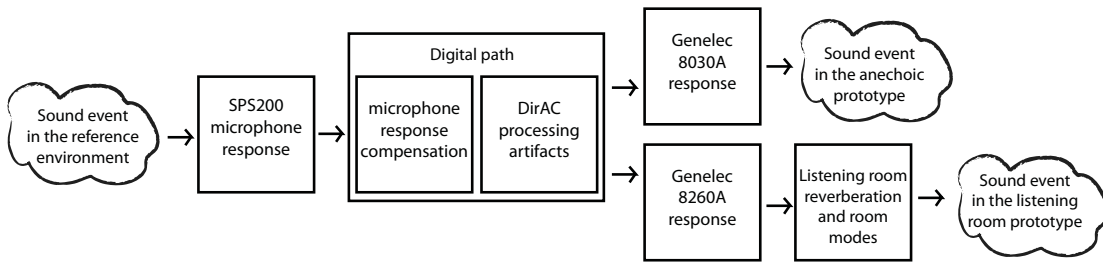 Sound event
in the reference
environment
SPS200
microphone
response
Digital path
microphone
response
compensation
DirAC
processing
artifacts
Genelec
8030A
response
Sound event
in the anechoic
prototype
Genelec
8260A
response
Listening room
reverberation
and room
modes
Sound event
in the listening
room prototype